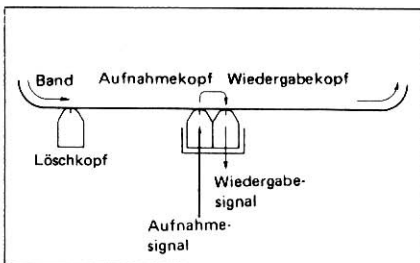 Band
Aufnahmekopf Wiedergabekopf
Löschkopf
Wiedergabe-
signal
Aufnahme-
signal